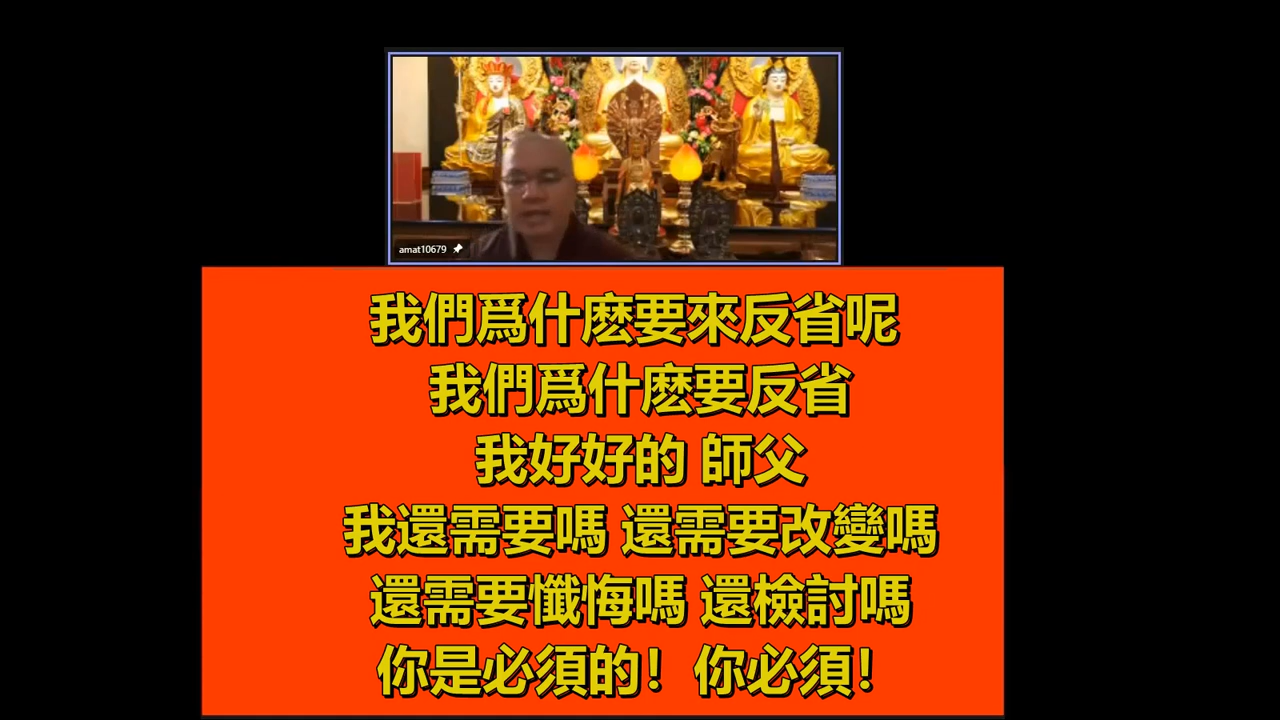 amat10679
我們爲什麽要來反省呢
我們爲什麽要反省
我好好的 師父
我還需要嗎 還需要改變嗎
還需要懺悔嗎 還檢討嗎
你是必須的！你必須！